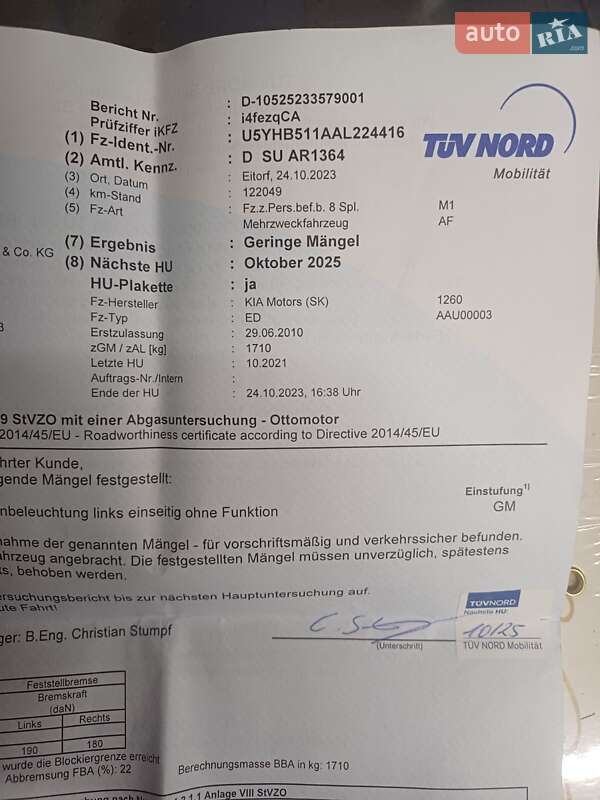 auto RIA.com
Bericht Nr. : D-10525233579001
Prüfziffer iKFZ : i4fezqCA
(1) Fz-Ident.-Nr. : U5YHB511AAL224416
(2) Amtl. Kennz. : D SU AR1364
TÜV NORD
Mobilität
(3) Ort, Datum : Eitorf, 24.10.2023
(4) km-Stand : 122049
(5) Fz-Art : Fz.z.Pers.bef.b. 8 Spl. M1
Mehrzweckfahrzeug AF
& Co. KG
(7) Ergebnis : Geringe Mängel
(8) Nächste HU : Oktober 2025
HU-Plakette : ja
Fz-Hersteller : KIA Motors (SK) 1260
Fz-Typ : ED AAU00003
Erstzulassung : 29.06.2010
zGM / zAL [kg] : 1710
Letzte HU : 10.2021
Auftrags-Nr./Intern :
Ende der HU : 24.10.2023, 16:38 Uhr
9 StVZO mit einer Abgasuntersuchung - Ottomotor
2014/45/EU - Roadworthiness certificate according to Directive 2014/45/EU
hrter Kunde,
gende Mängel festgestellt:
Einstufung1)
nbeleuchtung links einseitig ohne Funktion GM
nahme der genannten Mängel - für vorschriftsmäßig und verkehrssicher befunden.
ahrzeug angebracht. Die festgestellten Mängel müssen unverzüglich, spätestens
s, behoben werden.
ersuchungsbericht bis zur nächsten Hauptuntersuchung auf.
ute Fahrt!
TÜVNORD
Nächste HU:
10/25
TÜV NORD Mobilität
ger: B.Eng. Christian Stumpf
(Unterschrift)
Feststellbremse
Bremskraft
(daN)
Links Rechts
190 180
wurde die Blockiergrenze erreicht
Abbremsung FBA (%): 22
Berechnungsmasse BBA in kg: 1710
1.1 Anlage VIII StVZO